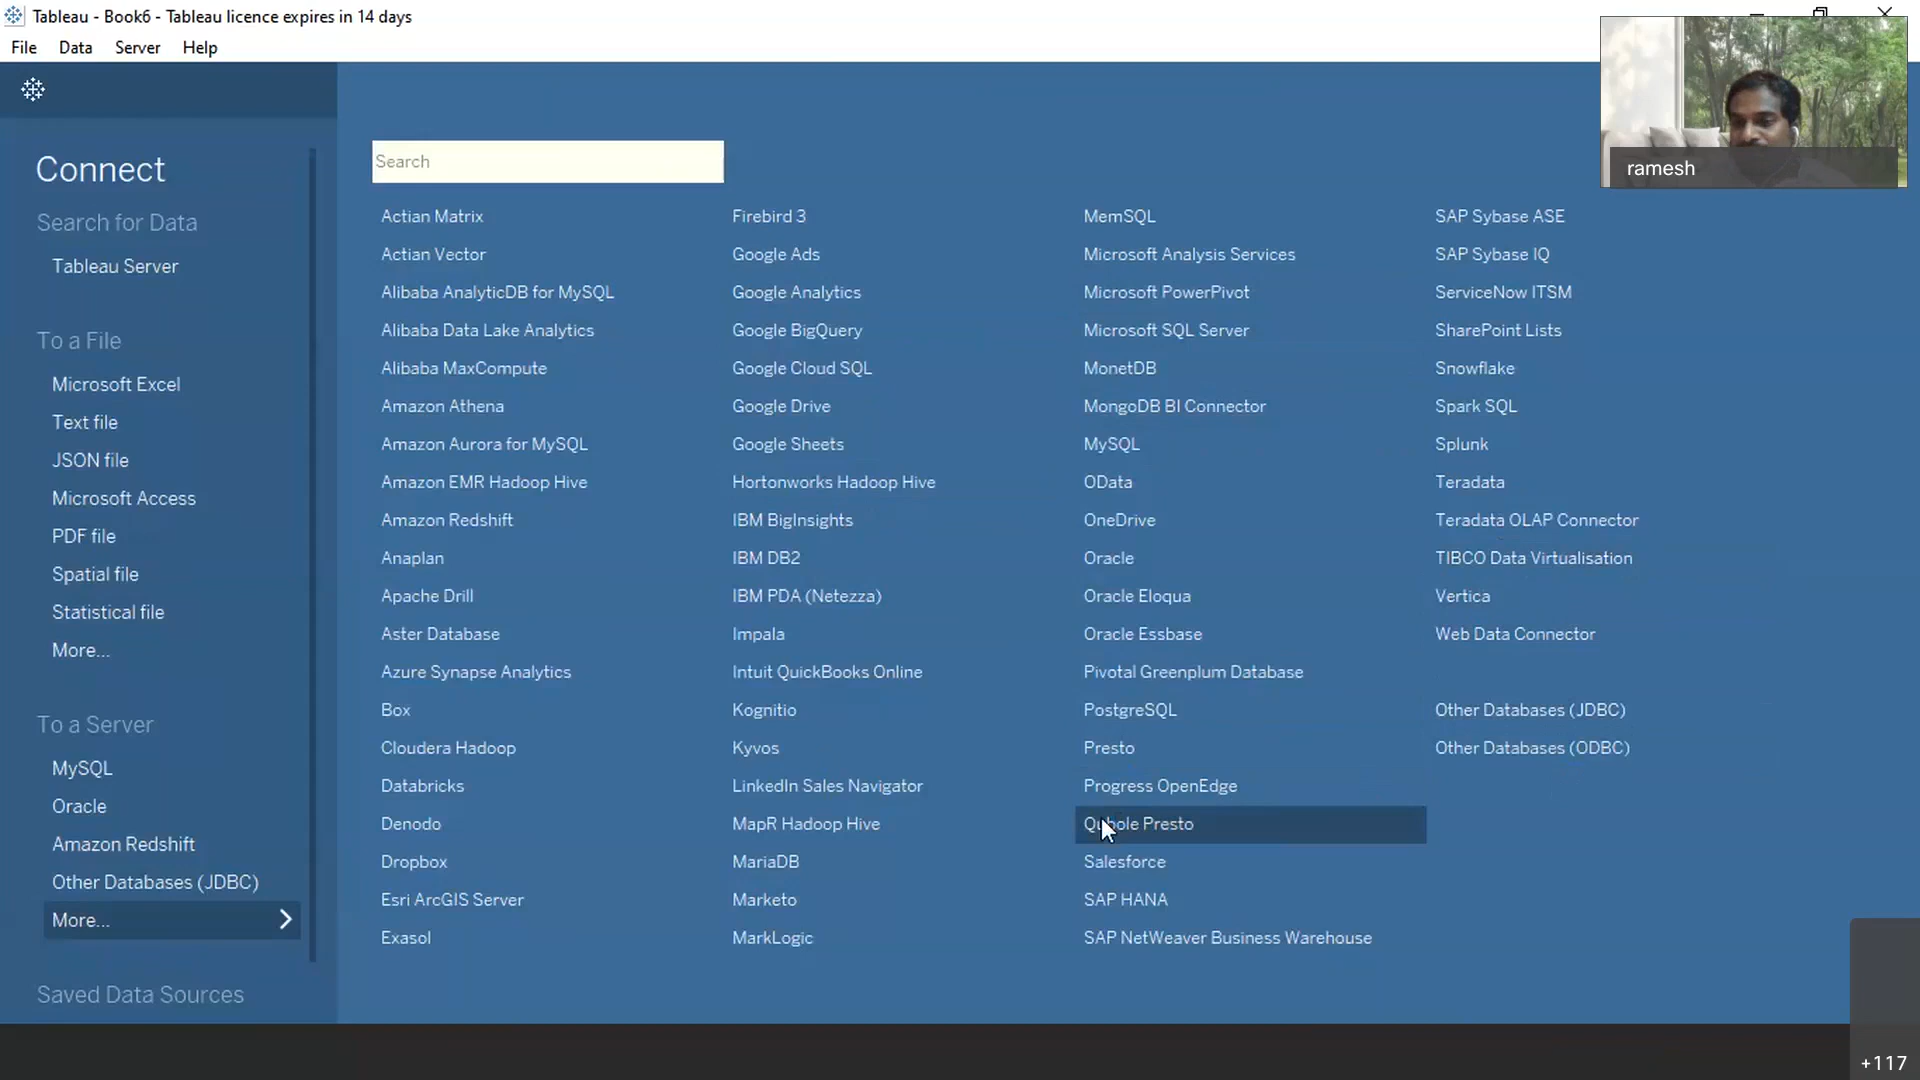 Tableau - Book6 - Tableau licence expires in 14 days
File Data Server Help
ramesh
Connect
Search for Data
Tableau Server
To a File
Microsoft Excel
Text file
JSON file
Microsoft Access
PDF file
Spatial file
Statistical file
More...
To a Server
MySQL
Oracle
Amazon Redshift
Other Databases (JDBC)
More...
Saved Data Sources
Search
Actian Matrix
Actian Vector
Alibaba AnalyticDB for MySQL
Alibaba Data Lake Analytics
Alibaba MaxCompute
Amazon Athena
Amazon Aurora for MySQL
Amazon EMR Hadoop Hive
Amazon Redshift
Anaplan
Apache Drill
Aster Database
Azure Synapse Analytics
Box
Cloudera Hadoop
Databricks
Denodo
Dropbox
Esri ArcGIS Server
Exasol
Firebird 3
Google Ads
Google Analytics
Google BigQuery
Google Cloud SQL
Google Drive
Google Sheets
Hortonworks Hadoop Hive
IBM BigInsights
IBM DB2
IBM PDA (Netezza)
Impala
Intuit QuickBooks Online
Kognitio
Kyvos
LinkedIn Sales Navigator
MapR Hadoop Hive
MariaDB
Marketo
MarkLogic
MemSQL
Microsoft Analysis Services
Microsoft PowerPivot
Microsoft SQL Server
MonetDB
MongoDB BI Connector
MySQL
OData
OneDrive
Oracle
Oracle Eloqua
Oracle Essbase
Pivotal Greenplum Database
PostgreSQL
Presto
Progress OpenEdge
Qubole Presto
Salesforce
SAP HANA
SAP NetWeaver Business Warehouse
SAP Sybase ASE
SAP Sybase IQ
ServiceNow ITSM
SharePoint Lists
Snowflake
Spark SQL
Splunk
Teradata
Teradata OLAP Connector
TIBCO Data Virtualisation
Vertica
Web Data Connector
Other Databases (JDBC)
Other Databases (ODBC)
+117